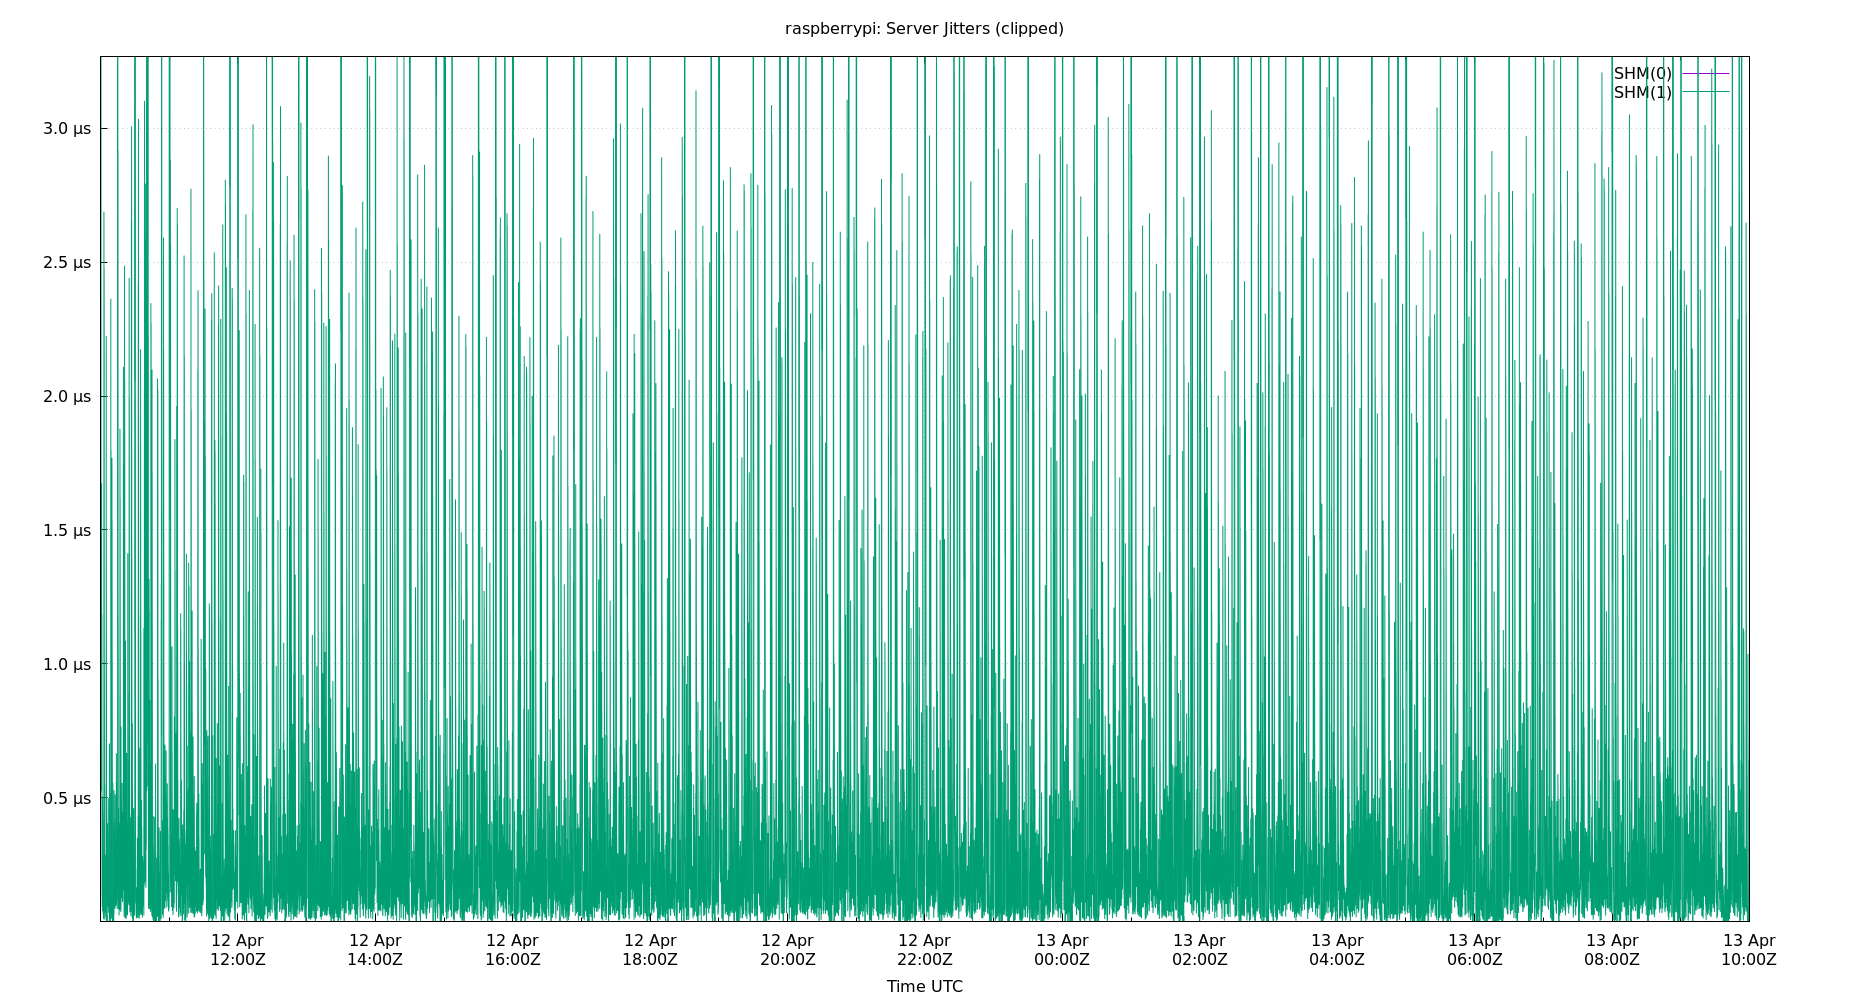 raspberrypi: Server Jitters (clipped)
SHM(0)
SHM(1)
3.0 µs
2.5 µs
2.0 µs
1.5 µs
1.0 µs
0.5 µs
12 Apr 12 Apr 12 Apr 12 Apr 12 Apr 12 Apr 13 Apr 13 Apr 13 Apr 13 Apr 13 Apr 13 Apr
12:00Z 14:00Z 16:00Z 18:00Z 20:00Z 22:00Z 00:00Z 02:00Z 04:00Z 06:00Z 08:00Z 10:00Z
Time UTC